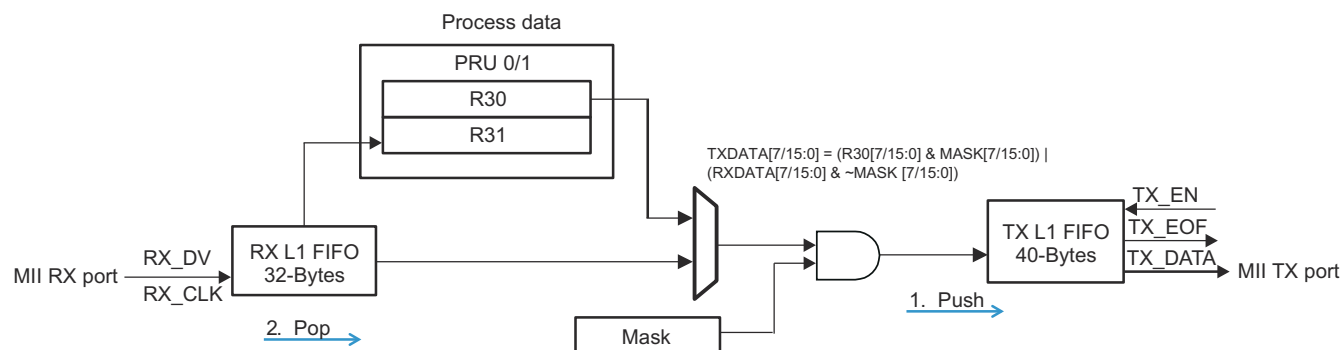 Process data
PRU 0/1
R30
R31
TXDATA[7/15:0] = (R30[7/15:0] & MASK[7/15:0]) |
(RXDATA[7/15:0] & ~MASK [7/15:0])
MII RX port
RX_DV
RX_CLK
RX L1 FIFO
32-Bytes
TX L1 FIFO
40-Bytes
TX_EN
TX_EOF
TX_DATA
MII TX port
2. Pop
Mask
1. Push